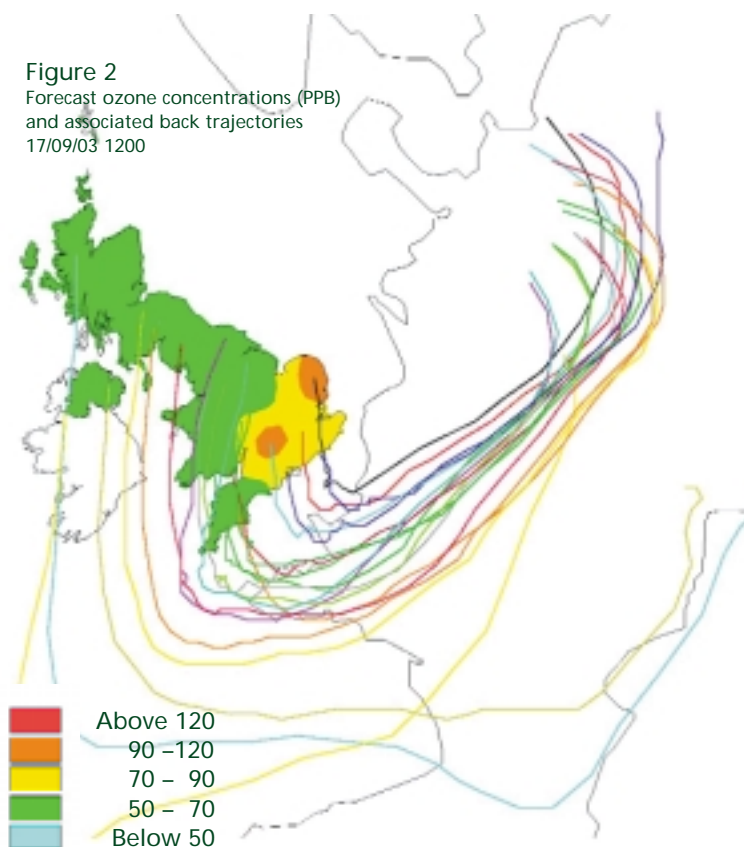 Figure 2
Forecast ozone concentrations (PPB)
and associated back trajectories
17/09/03 1200
Above 120
90 –120
70 – 90
50 – 70
Below 50